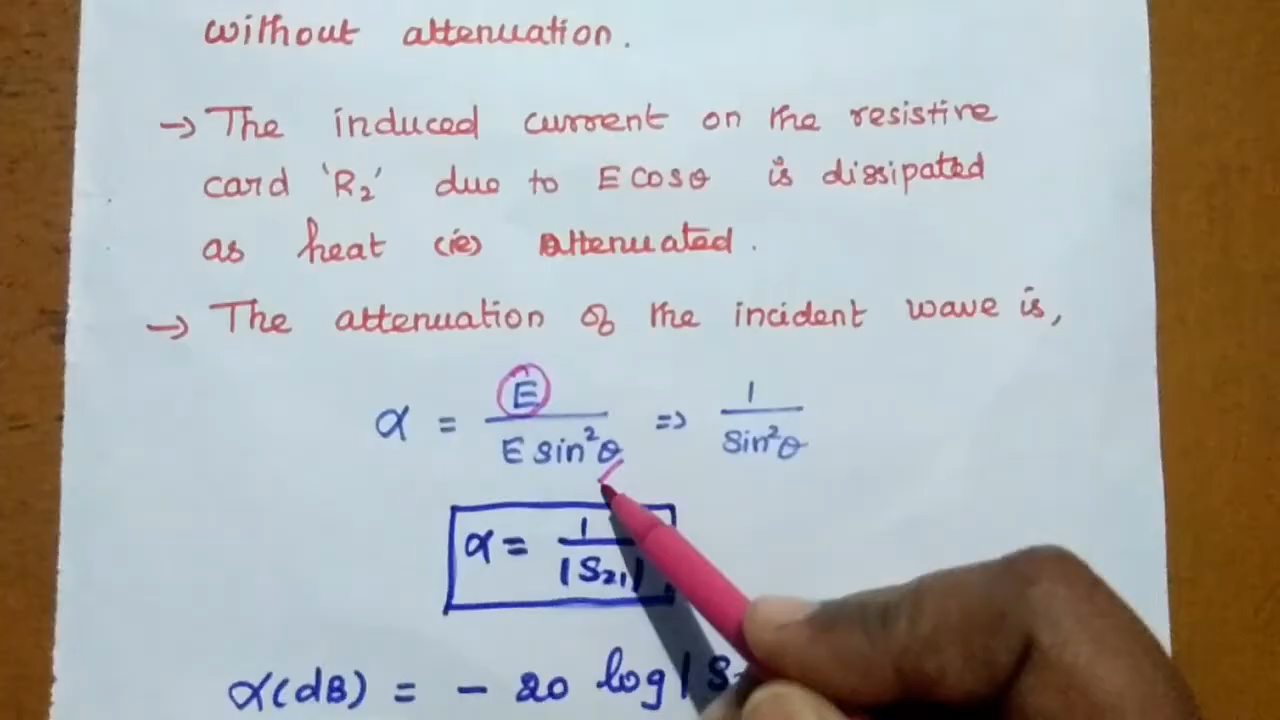 without attenuation.
→ The induced current on the resistive
card 'R₂' due to E cosθ is dissipated
as heat (ie) Attenuated.
→ The attenuation of the incident wave is,
α = E / E sin²θ ⇒ 1 / Sin²θ
α = 1 / |S₂₁|
α(dB) = - 20 log|S